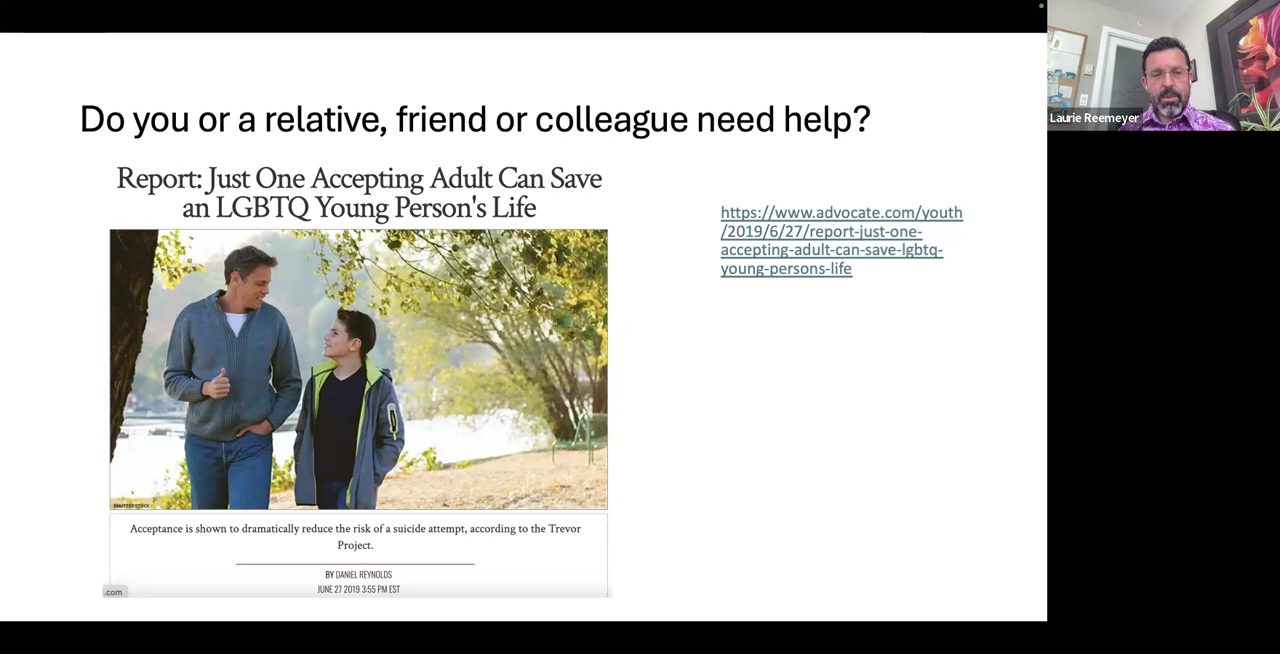 Do you or a relative, friend or colleague need help?
Report: Just One Accepting Adult Can Save
an LGBTQ Young Person's Life
SHUTTERSTOCK
Acceptance is shown to dramatically reduce the risk of a suicide attempt, according to the Trevor
Project.
BY DANIEL REYNOLDS
JUNE 27 2019 3:55 PM EST
.com
https://www.advocate.com/youth
/2019/6/27/report-just-one-
accepting-adult-can-save-lgbtq-
young-persons-life
Laurie Reemeyer